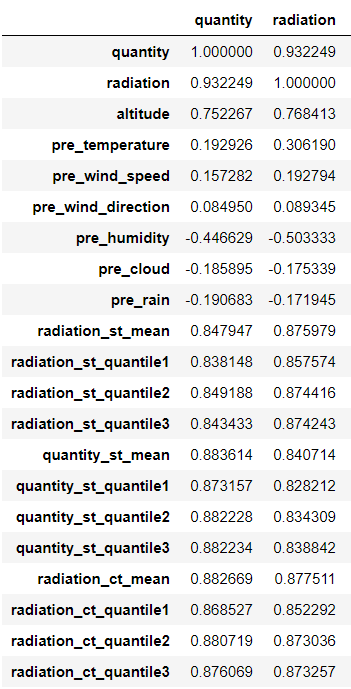 quantity radiation
quantity 1.000000 0.932249
radiation 0.932249 1.000000
altitude 0.752267 0.768413
pre_temperature 0.192926 0.306190
pre_wind_speed 0.157282 0.192794
pre_wind_direction 0.084950 0.089345
pre_humidity -0.446629 -0.503333
pre_cloud -0.185895 -0.175339
pre_rain -0.190683 -0.171945
radiation_st_mean 0.847947 0.875979
radiation_st_quantile1 0.838148 0.857574
radiation_st_quantile2 0.849188 0.874416
radiation_st_quantile3 0.843433 0.874243
quantity_st_mean 0.883614 0.840714
quantity_st_quantile1 0.873157 0.828212
quantity_st_quantile2 0.882228 0.834309
quantity_st_quantile3 0.882234 0.838842
radiation_ct_mean 0.882669 0.877511
radiation_ct_quantile1 0.868527 0.852292
radiation_ct_quantile2 0.880719 0.873036
radiation_ct_quantile3 0.876069 0.873257